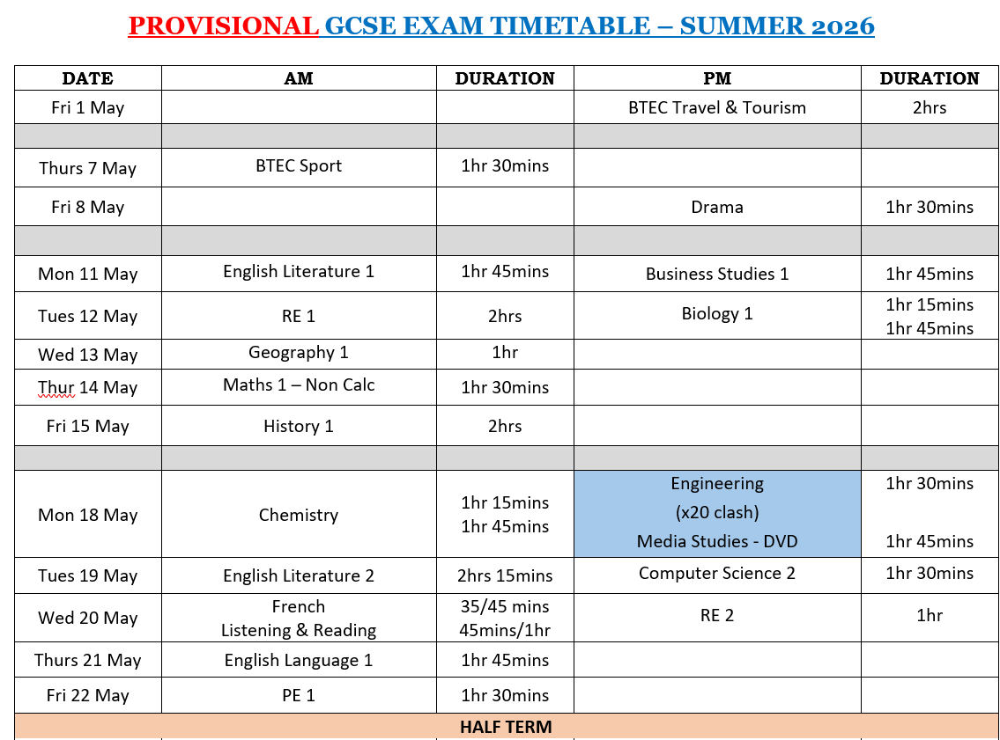 PROVISIONAL GCSE EXAM TIMETABLE – SUMMER 2026
DATE AM DURATION PM DURATION
Fri 1 May BTEC Travel & Tourism 2hrs
Thurs 7 May BTEC Sport 1hr 30mins
Fri 8 May Drama 1hr 30mins
Mon 11 May English Literature 1 1hr 45mins Business Studies 1 1hr 45mins
Tues 12 May RE 1 2hrs Biology 1 1hr 15mins
1hr 45mins
Wed 13 May Geography 1 1hr
Thur 14 May Maths 1 – Non Calc 1hr 30mins
Fri 15 May History 1 2hrs
Mon 18 May Chemistry 1hr 15mins
1hr 45mins
Engineering 1hr 30mins
(x20 clash)
Media Studies - DVD 1hr 45mins
Tues 19 May English Literature 2 2hrs 15mins Computer Science 2 1hr 30mins
Wed 20 May French 35/45 mins RE 2 1hr
Listening & Reading 45mins/1hr
Thurs 21 May English Language 1 1hr 45mins
Fri 22 May PE 1 1hr 30mins
HALF TERM